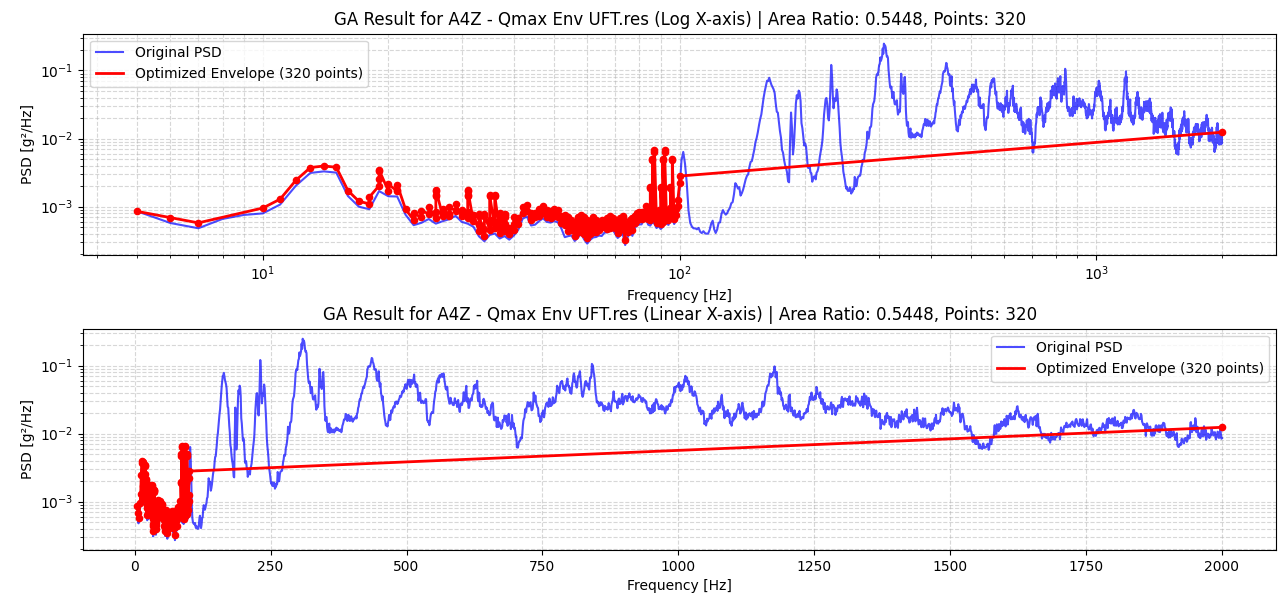 GA Result for A4Z - Qmax Env UFT.res (Log X-axis) | Area Ratio: 0.5448, Points: 320
Original PSD
Optimized Envelope (320 points)
PSD [g²/Hz]
10⁻¹
10⁻²
10⁻³
10¹
10²
10³
Frequency [Hz]
GA Result for A4Z - Qmax Env UFT.res (Linear X-axis) | Area Ratio: 0.5448, Points: 320
Original PSD
Optimized Envelope (320 points)
PSD [g²/Hz]
10⁻¹
10⁻²
10⁻³
0
250
500
750
1000
1250
1500
1750
2000
Frequency [Hz]